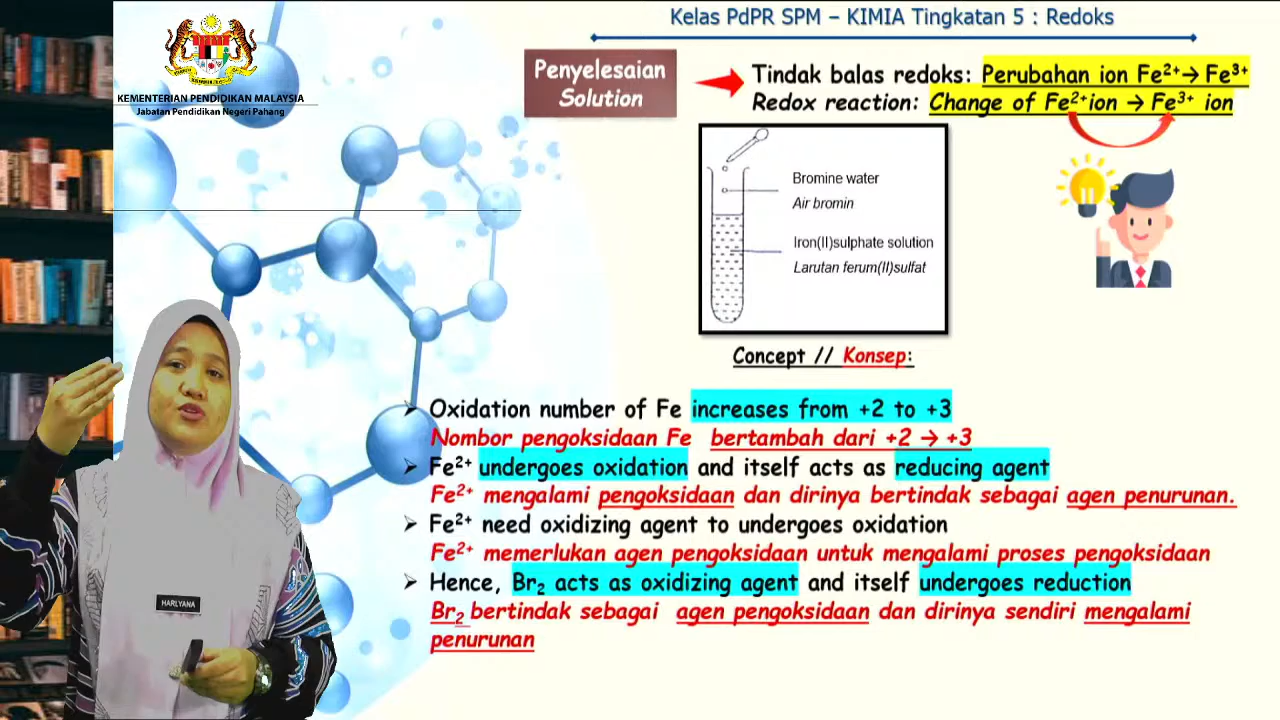 Kelas PdPR SPM – KIMIA Tingkatan 5 : Redoks
KEMENTERIAN PENDIDIKAN MALAYSIA
Jabatan Pendidikan Negeri Pahang
Penyelesaian
Solution
Tindak balas redoks: Perubahan ion Fe²⁺→ Fe³⁺
Redox reaction: Change of Fe²⁺ion → Fe³⁺ ion
Bromine water
Air bromin
Iron(II)sulphate solution
Larutan ferum(II)sulfat
Concept // Konsep:
➢ Oxidation number of Fe increases from +2 to +3
Nombor pengoksidaan Fe bertambah dari +2 → +3
➢ Fe²⁺ undergoes oxidation and itself acts as reducing agent
Fe²⁺ mengalami pengoksidaan dan dirinya bertindak sebagai agen penurunan.
➢ Fe²⁺ need oxidizing agent to undergoes oxidation
Fe²⁺ memerlukan agen pengoksidaan untuk mengalami proses pengoksidaan
➢ Hence, Br₂ acts as oxidizing agent and itself undergoes reduction
Br₂ bertindak sebagai agen pengoksidaan dan dirinya sendiri mengalami
penurunan
HARLYANA